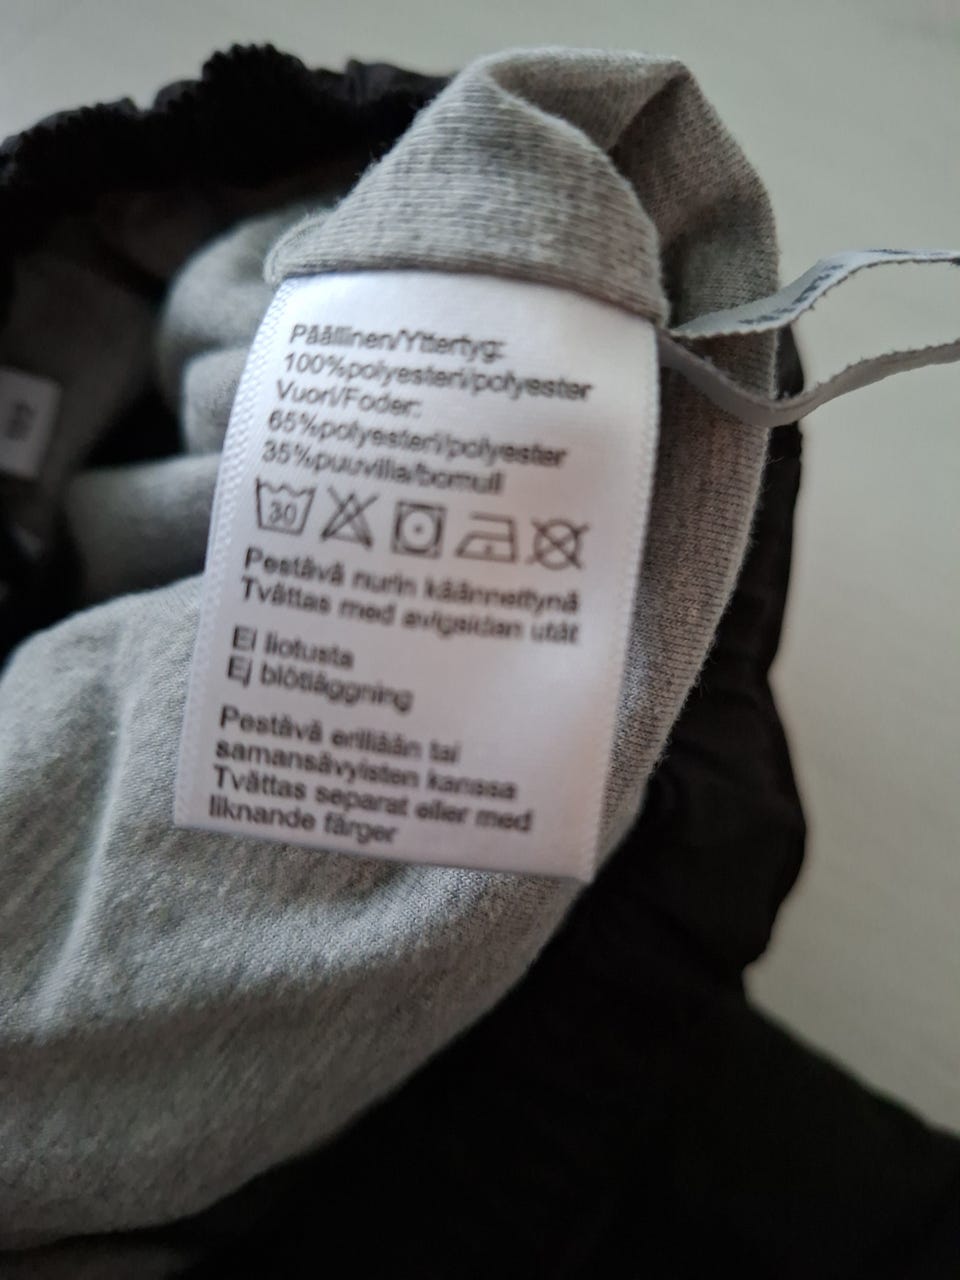 Päällinen/Yttertyg:
100%polyesteri/polyester
Vuori/Foder:
65%polyesteri/polyester
35%puuvilla/bomull
30
Pestävä nurin käännettynä
Tvättas med avigsidan utåt
Ei liotusta
Ej blötläggning
Pestävä erillään tai
samansävyisten kanssa
Tvättas separat eller med
liknande färger